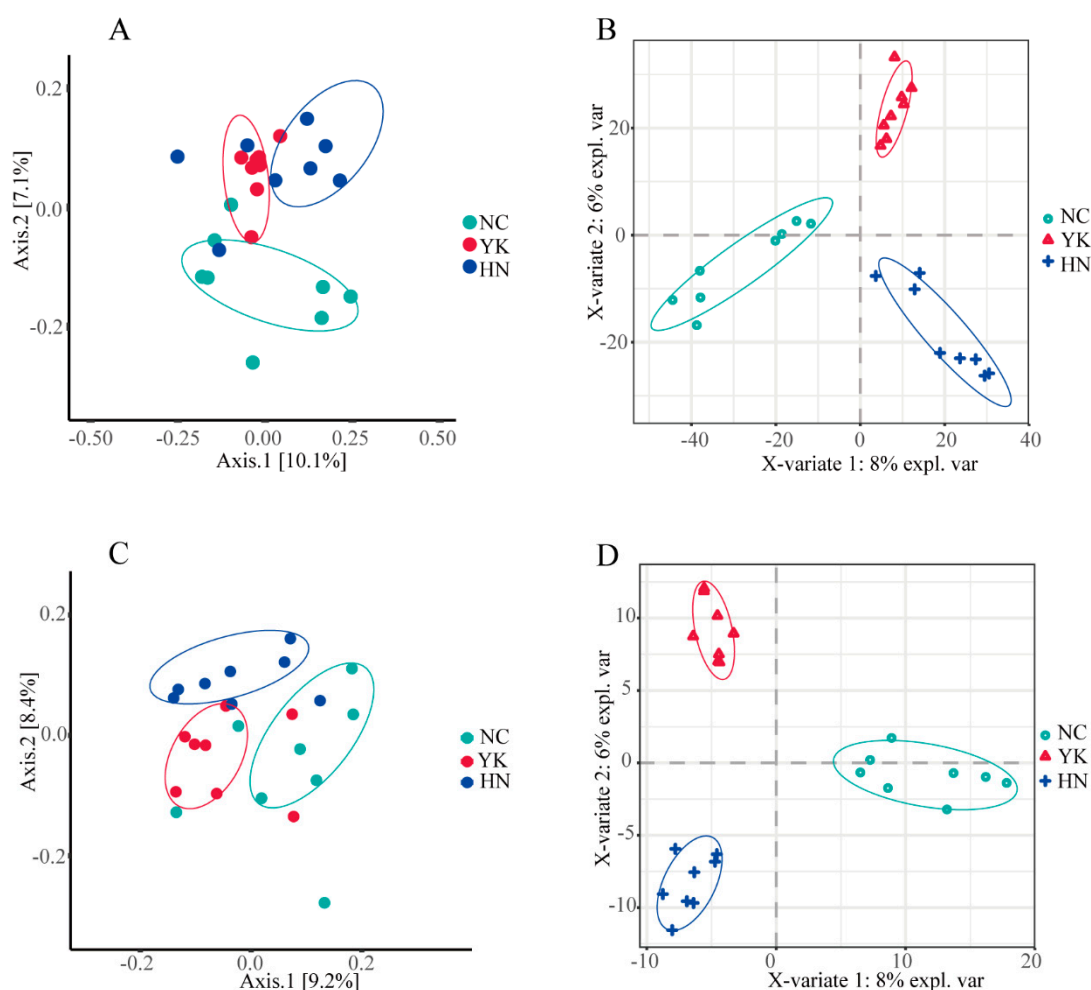 A
0.2
0.0
-0.2
Axis.2 [7.1%]
-0.50
-0.25
0.00
0.25
0.50
Axis.1 [10.1%]
NC
YK
HN
B
20
0
-20
X-variate 2: 6% expl. var
-40
-20
0
20
40
X-variate 1: 8% expl. var
NC
YK
HN
C
0.2
0.0
-0.2
Axis.2 [8.4%]
-0.2
0.0
0.2
Axis.1 [9.2%]
NC
YK
HN
D
10
5
0
-5
-10
X-variate 2: 6% expl. var
-10
0
10
20
X-variate 1: 8% expl. var
NC
YK
HN